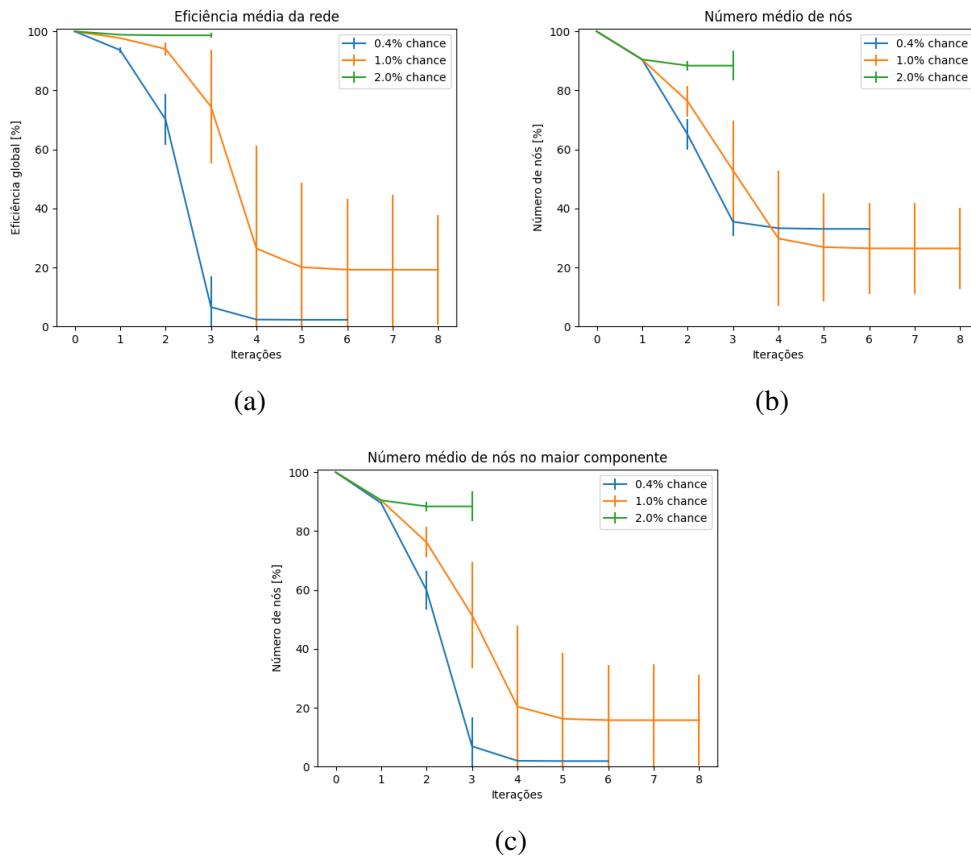 Eficiência média da rede
100
80
60
40
20
0
Eficiência global [%]
0.4% chance
1.0% chance
2.0% chance
0 1 2 3 4 5 6 7 8
Iterações
(a)
Número médio de nós
100
80
60
40
20
0
Número de nós [%]
0.4% chance
1.0% chance
2.0% chance
0 1 2 3 4 5 6 7 8
Iterações
(b)
Número médio de nós no maior componente
100
80
60
40
20
0
Número de nós [%]
0.4% chance
1.0% chance
2.0% chance
0 1 2 3 4 5 6 7 8
Iterações
(c)